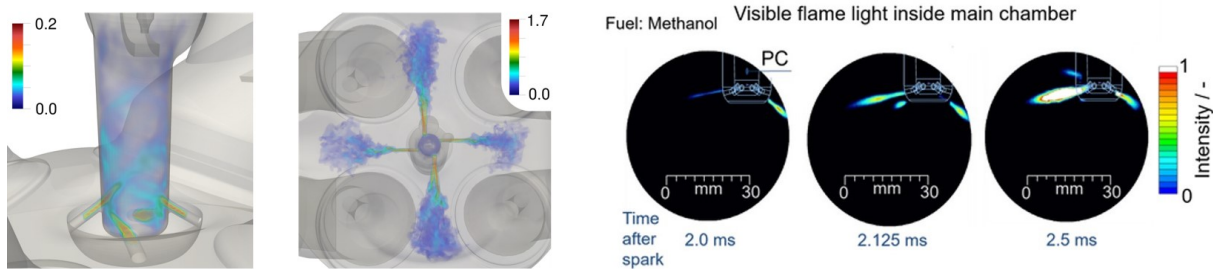 0.2
0.0
1.7
0.0
Fuel: Methanol
Visible flame light inside main chamber
PC
0 mm 30
0 mm 30
0 mm 30
1
Intensity / -
0
Time
after
spark
2.0 ms
2.125 ms
2.5 ms